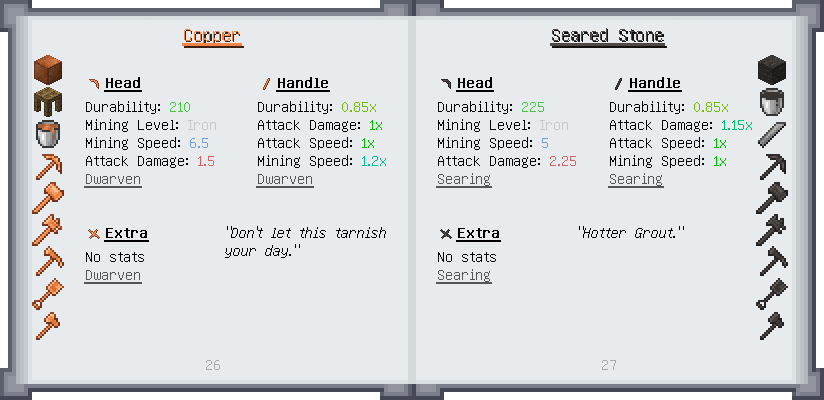 Copper
Head
Durability: 210
Mining Level: Iron
Mining Speed: 6.5
Attack Damage: 1.5
Dwarven
Handle
Durability: 0.85x
Attack Damage: 1x
Attack Speed: 1x
Mining Speed: 1.2x
Dwarven
Extra
No stats
Dwarven
"Don't let this tarnish
your day."
26
Seared Stone
Head
Durability: 225
Mining Level: Iron
Mining Speed: 5
Attack Damage: 2.25
Searing
Handle
Durability: 0.85x
Attack Damage: 1.15x
Attack Speed: 1x
Mining Speed: 1x
Searing
Extra
No stats
Searing
"Hotter Grout."
27